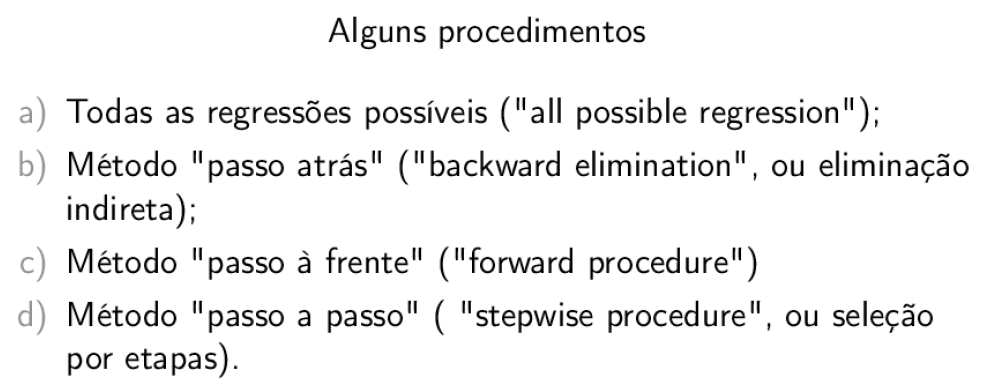 Alguns procedimentos
a) Todas as regressões possíveis ("all possible regression");
b) Método "passo atrás" ("backward elimination", ou eliminação
indireta);
c) Método "passo à frente" ("forward procedure")
d) Método "passo a passo" ( "stepwise procedure", ou seleção
por etapas).